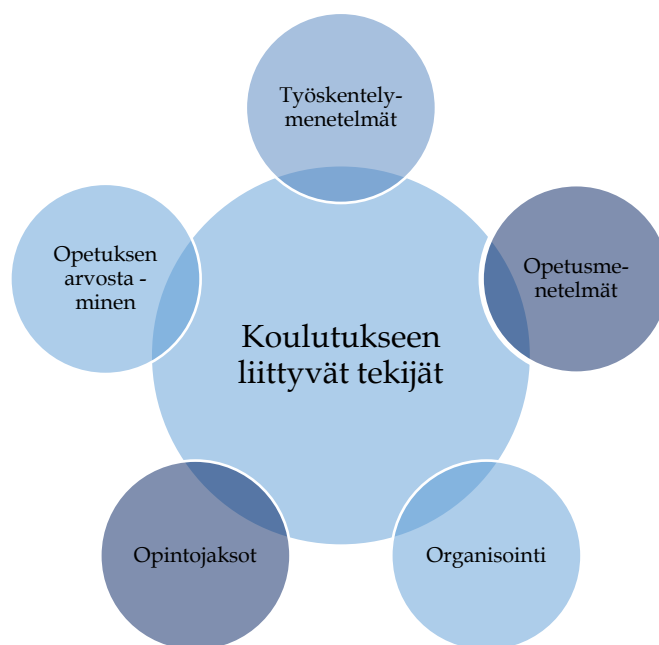 Työskentely-
menetelmät
Opetuksen
arvosta -
minen
Opetusme-
netelmät
Koulutukseen
liittyvät tekijät
Opintojaksot
Organisointi